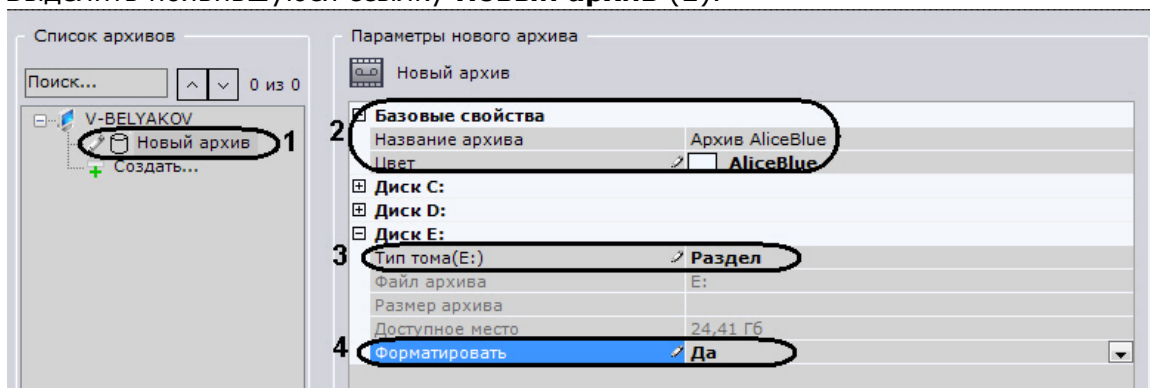 выделить появившуюся ссылку Новый архив (1).
Список архивов
Поиск...
0 из 0
V-BELYAKOV
Новый архив
1
Создать...
Параметры нового архива
Новый архив
2
Базовые свойства
Название архива Архив AliceBlue
Цвет AliceBlue
Диск C:
Диск D:
Диск E:
3
Тип тома(E:) Раздел
Файл архива E:
Размер архива
Доступное место 24,41 Гб
4
Форматировать Да